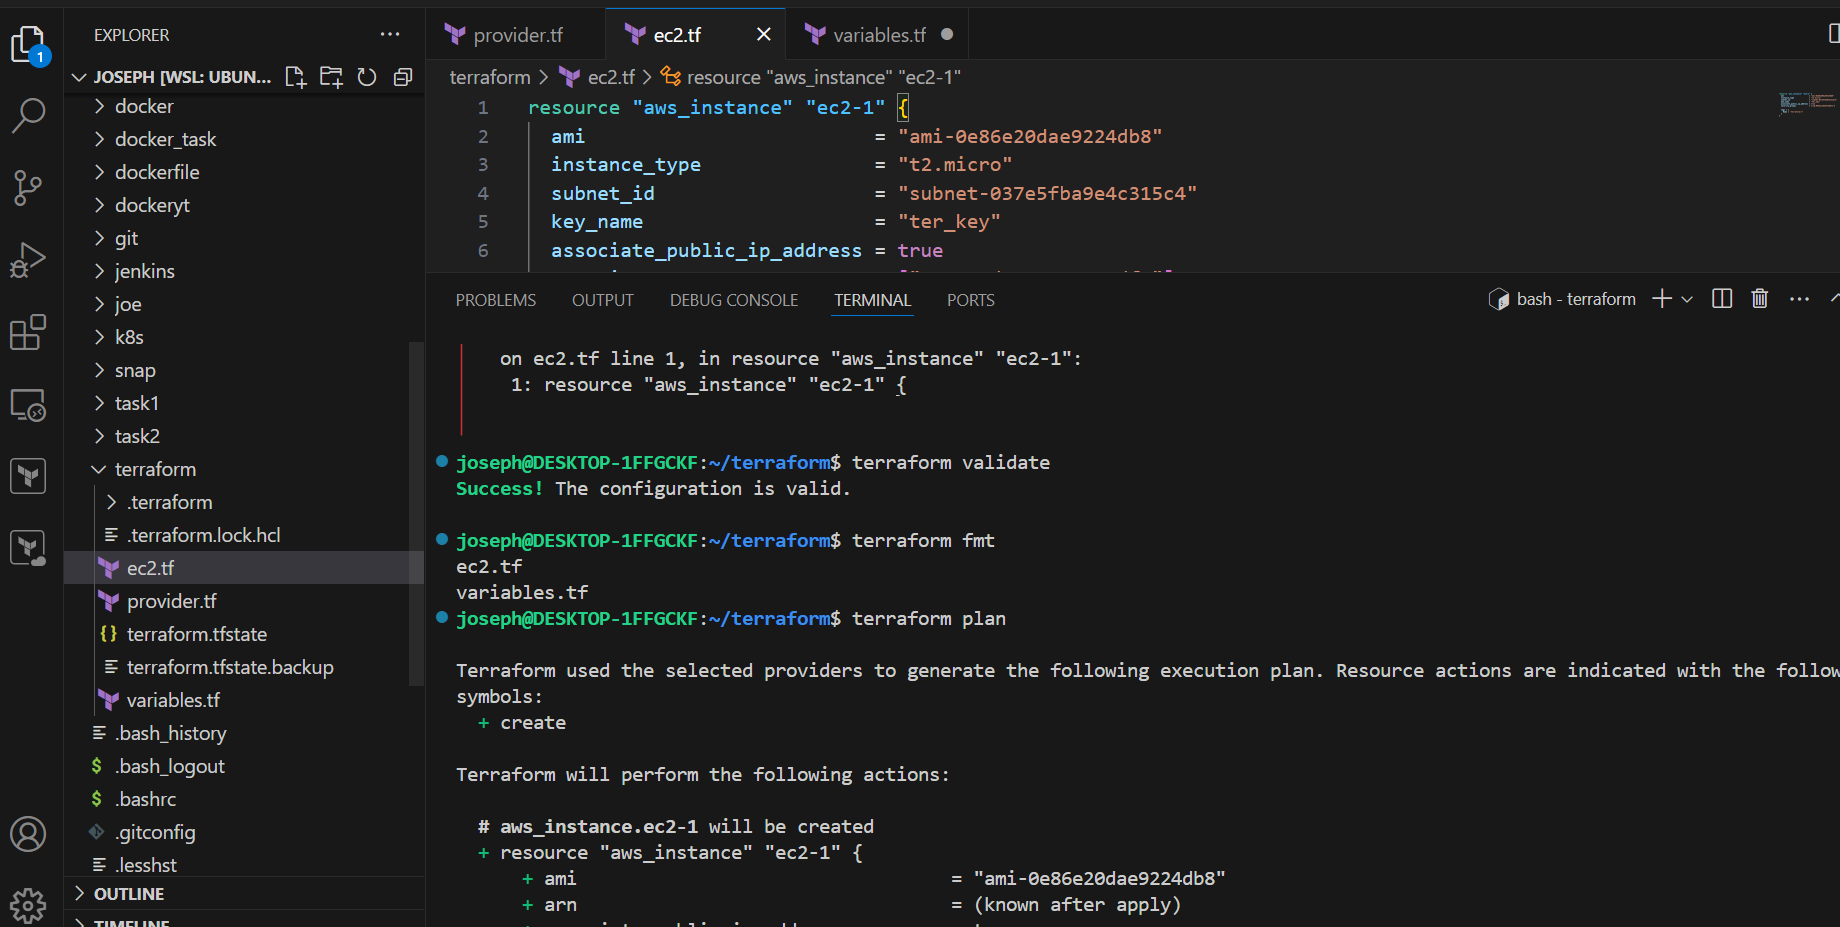 1
EXPLORER
JOSEPH [WSL: UBUN...
docker
docker_task
dockerfile
dockeryt
git
jenkins
joe
k8s
snap
task1
task2
terraform
.terraform
.terraform.lock.hcl
ec2.tf
provider.tf
{} terraform.tfstate
terraform.tfstate.backup
variables.tf
.bash_history
$ .bash_logout
$ .bashrc
.gitconfig
.lesshst
OUTLINE
TIMELINE
provider.tf
ec2.tf
variables.tf
terraform > ec2.tf > resource "aws_instance" "ec2-1"
1 resource "aws_instance" "ec2-1" {
2 ami = "ami-0e86e20dae9224db8"
3 instance_type = "t2.micro"
4 subnet_id = "subnet-037e5fba9e4c315c4"
5 key_name = "ter_key"
6 associate_public_ip_address = true
PROBLEMS OUTPUT DEBUG CONSOLE TERMINAL PORTS
bash - terraform
on ec2.tf line 1, in resource "aws_instance" "ec2-1":
1: resource "aws_instance" "ec2-1" {
joseph@DESKTOP-1FFGCKF:~/terraform$ terraform validate
Success! The configuration is valid.
joseph@DESKTOP-1FFGCKF:~/terraform$ terraform fmt
ec2.tf
variables.tf
joseph@DESKTOP-1FFGCKF:~/terraform$ terraform plan
Terraform used the selected providers to generate the following execution plan. Resource actions are indicated with the follow
symbols:
+ create
Terraform will perform the following actions:
# aws_instance.ec2-1 will be created
+ resource "aws_instance" "ec2-1" {
+ ami = "ami-0e86e20dae9224db8"
+ arn = (known after apply)